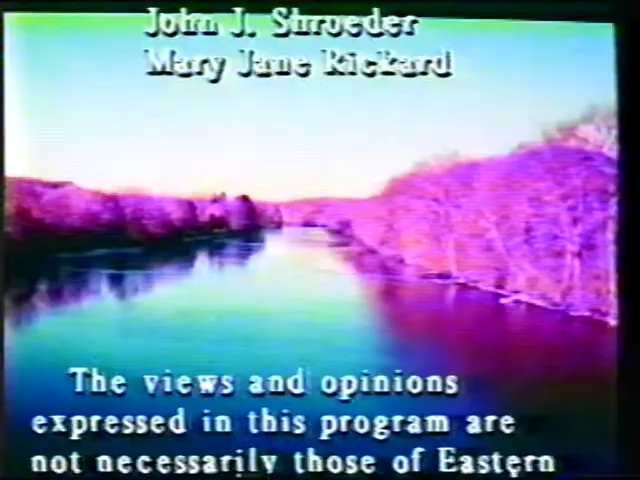 John J. Shroeder
Mary Jane Rickard
The views and opinions
expressed in this program are
not necessarily those of Eastern